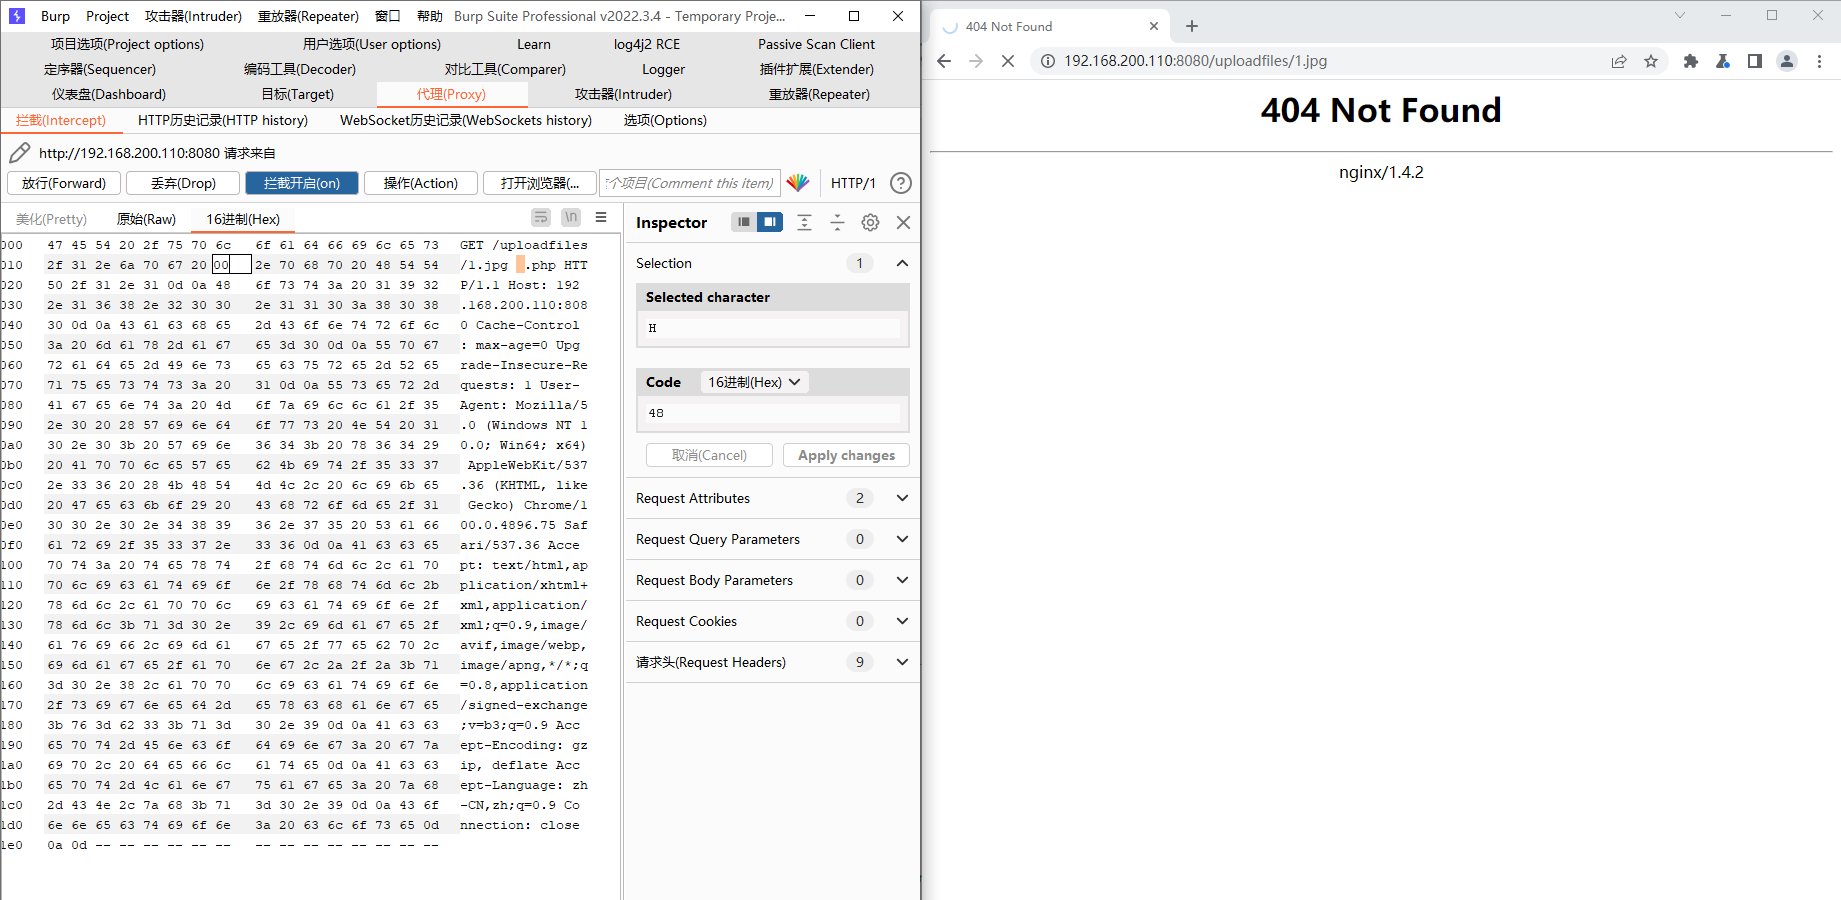 Burp Project 攻击器(Intruder) 重放器(Repeater) 窗口 帮助 Burp Suite Professional v2022.3.4 - Temporary Proje...
项目选项(Project options) 用户选项(User options) Learn log4j2 RCE Passive Scan Client
定序器(Sequencer) 编码工具(Decoder) 对比工具(Comparer) Logger 插件扩展(Extender)
仪表盘(Dashboard) 目标(Target) 代理(Proxy) 攻击器(Intruder) 重放器(Repeater)
拦截(Intercept) HTTP历史记录(HTTP history) WebSocket历史记录(WebSockets history) 选项(Options)
http://192.168.200.110:8080 请求来自
放行(Forward) 丢弃(Drop) 拦截开启(on) 操作(Action) 打开浏览器(... 个项目(Comment this item) HTTP/1 ?
美化(Pretty) 原始(Raw) 16进制(Hex) \n
000 47 45 54 20 2f 75 70 6c 6f 61 64 66 69 6c 65 73 GET /uploadfiles
010 2f 31 2e 6a 70 67 20 00 2e 70 68 70 20 48 54 54 /1.jpg .php HTT
020 50 2f 31 2e 31 0d 0a 48 6f 73 74 3a 20 31 39 32 P/1.1 Host: 192
030 2e 31 36 38 2e 32 30 30 2e 31 31 30 3a 38 30 38 .168.200.110:808
040 30 0d 0a 43 61 63 68 65 2d 43 6f 6e 74 72 6f 6c 0 Cache-Control
050 3a 20 6d 61 78 2d 61 67 65 3d 30 0d 0a 55 70 67 : max-age=0 Upg
060 72 61 64 65 2d 49 6e 73 65 63 75 72 65 2d 52 65 rade-Insecure-Re
070 71 75 65 73 74 73 3a 20 31 0d 0a 55 73 65 72 2d quests: 1 User-
080 41 67 65 6e 74 3a 20 4d 6f 7a 69 6c 6c 61 2f 35 Agent: Mozilla/5
090 2e 30 20 28 57 69 6e 64 6f 77 73 20 4e 54 20 31 .0 (Windows NT 1
0a0 30 2e 30 3b 20 57 69 6e 36 34 3b 20 78 36 34 29 0.0; Win64; x64)
0b0 20 41 70 70 6c 65 57 65 62 4b 69 74 2f 35 33 37 AppleWebKit/537
0c0 2e 33 36 20 28 4b 48 54 4d 4c 2c 20 6c 69 6b 65 .36 (KHTML, like
0d0 20 47 65 63 6b 6f 29 20 43 68 72 6f 6d 65 2f 31 Gecko) Chrome/1
0e0 30 30 2e 30 2e 34 38 39 36 2e 37 35 20 53 61 66 00.0.4896.75 Saf
0f0 61 72 69 2f 35 33 37 2e 33 36 0d 0a 41 63 63 65 ari/537.36 Acce
100 70 74 3a 20 74 65 78 74 2f 68 74 6d 6c 2c 61 70 pt: text/html,ap
110 70 6c 69 63 61 74 69 6f 6e 2f 78 68 74 6d 6c 2b plication/xhtml+
120 78 6d 6c 2c 61 70 70 6c 69 63 61 74 69 6f 6e 2f xml,application/
130 78 6d 6c 3b 71 3d 30 2e 39 2c 69 6d 61 67 65 2f xml;q=0.9,image/
140 61 76 69 66 2c 69 6d 61 67 65 2f 77 65 62 70 2c avif,image/webp,
150 69 6d 61 67 65 2f 61 70 6e 67 2c 2a 2f 2a 3b 71 image/apng,*/*;q
160 3d 30 2e 38 2c 61 70 70 6c 69 63 61 74 69 6f 6e =0.8,application
170 2f 73 69 67 6e 65 64 2d 65 78 63 68 61 6e 67 65 /signed-exchange
180 3b 76 3d 62 33 3b 71 3d 30 2e 39 0d 0a 41 63 63 ;v=b3;q=0.9 Acc
190 65 70 74 2d 45 6e 63 6f 64 69 6e 67 3a 20 67 7a ept-Encoding: gz
1a0 69 70 2c 20 64 65 66 6c 61 74 65 0d 0a 41 63 63 ip, deflate Acc
1b0 65 70 74 2d 4c 61 6e 67 75 61 67 65 3a 20 7a 68 ept-Language: zh
1c0 2d 43 4e 2c 7a 68 3b 71 3d 30 2e 39 0d 0a 43 6f -CN,zh;q=0.9 Co
1d0 6e 6e 65 63 74 69 6f 6e 3a 20 63 6c 6f 73 65 0d nnection: close
1e0 0a 0d -- -- -- -- -- -- -- -- -- -- -- -- -- --
Inspector
Selection 1
Selected character
H
Code 16进制(Hex)
48
取消(Cancel) Apply changes
Request Attributes 2
Request Query Parameters 0
Request Body Parameters 0
Request Cookies 0
请求头(Request Headers) 9
404 Not Found
192.168.200.110:8080/uploadfiles/1.jpg
404 Not Found
nginx/1.4.2